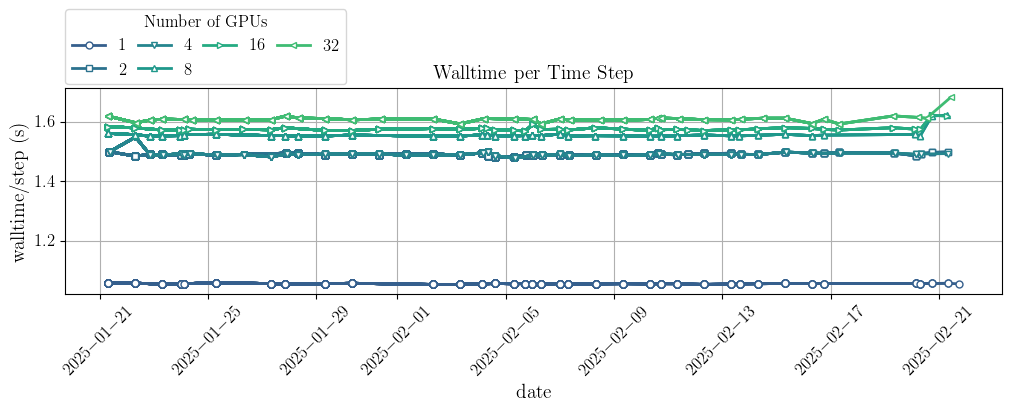 Number of GPUs
1 4 16 32
2 8
Walltime per Time Step
walltime/step (s)
1.6
1.4
1.2
2025−01−21 2025−01−25 2025−01−29 2025−02−01 2025−02−05 2025−02−09 2025−02−13 2025−02−17 2025−02−21
date